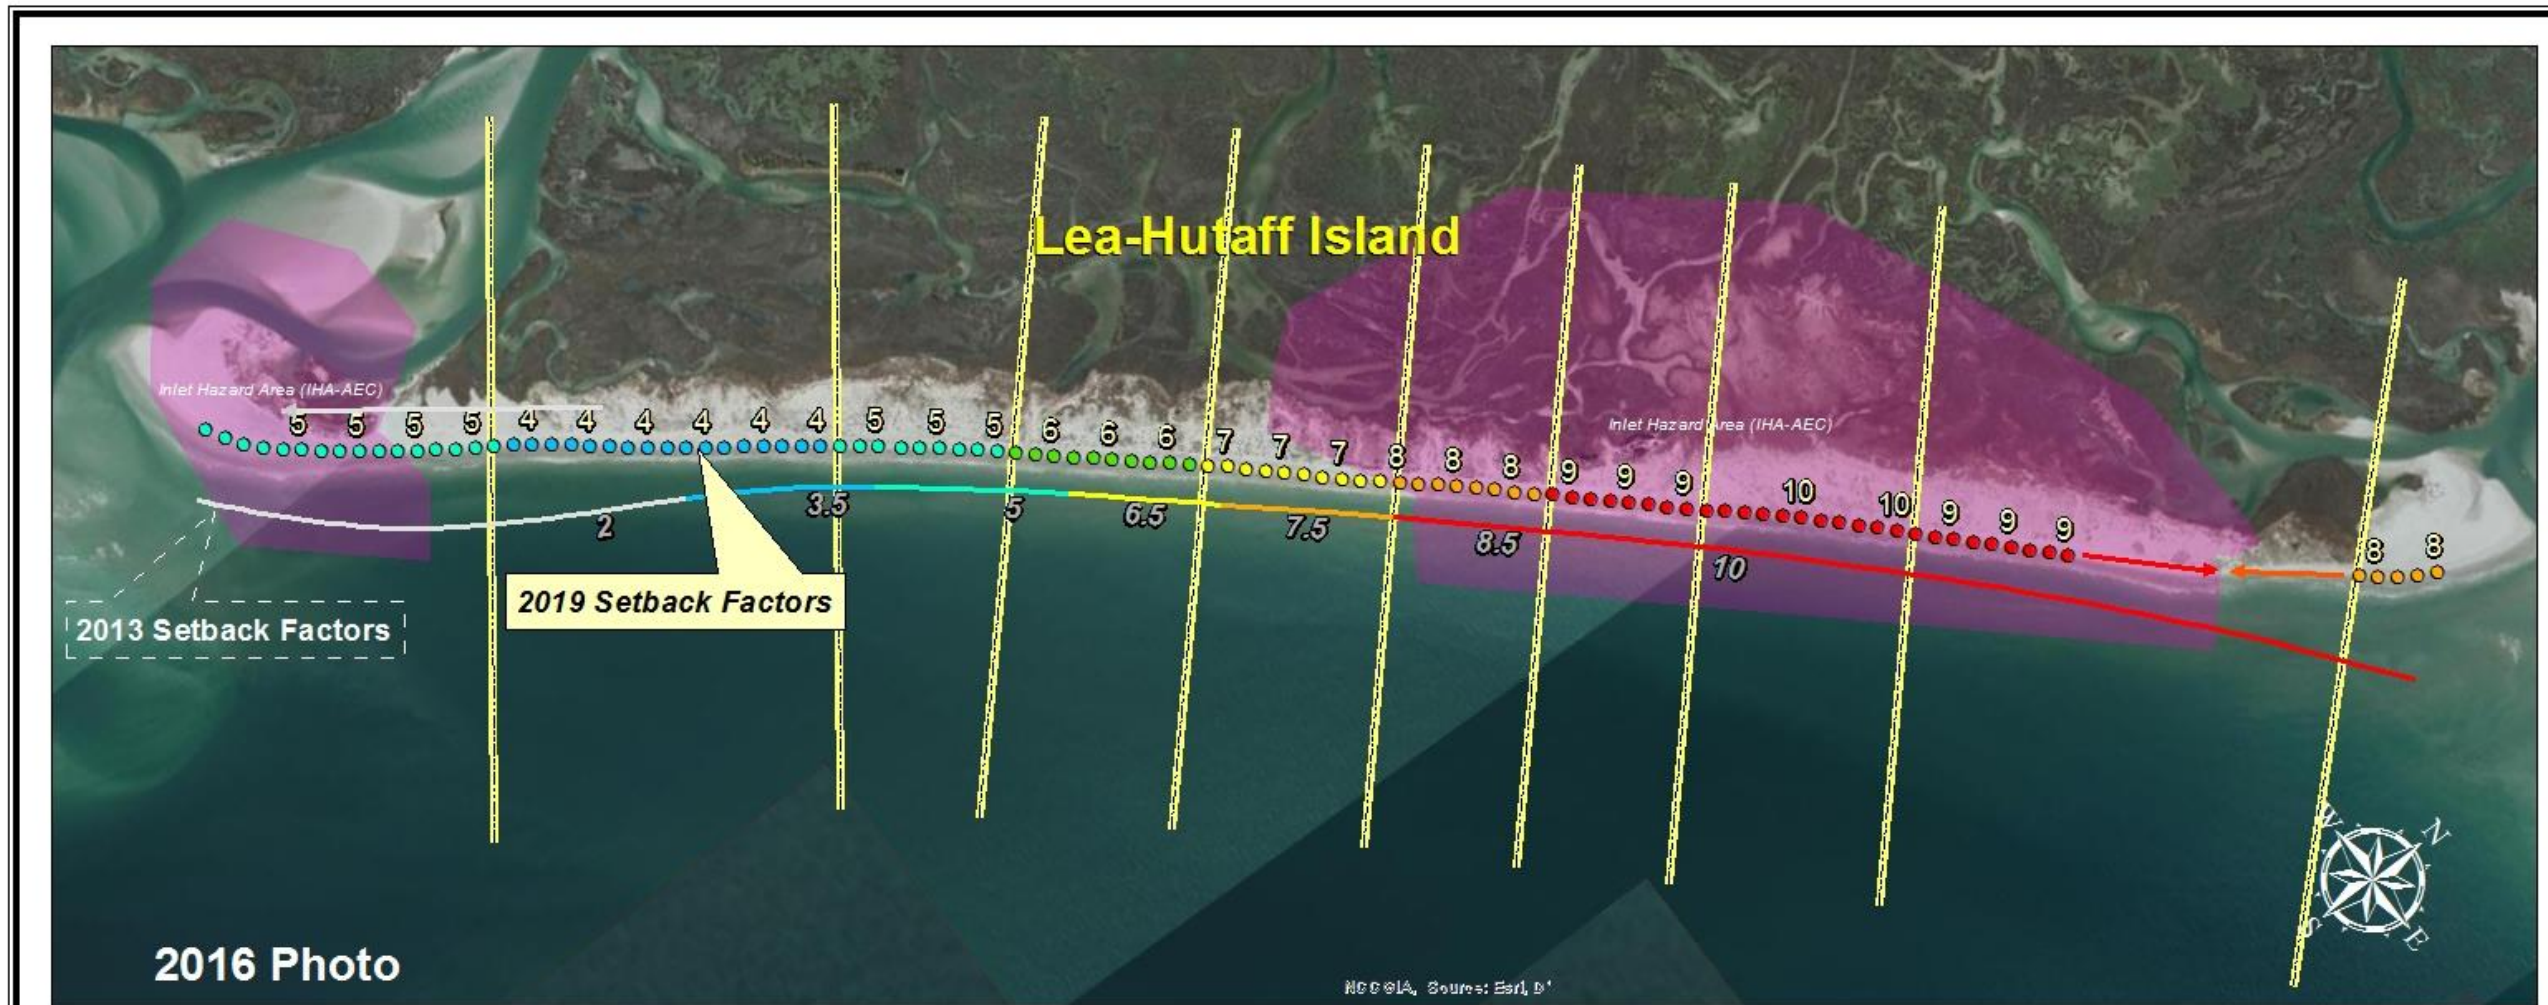 Lea-Hutaff Island
Inlet Hazard Area (IHA-AEC)
Inlet Hazard Area (IHA-AEC)
5 5 5 5 4 4 4 4 4 4 5 5 5 6 6 6 7 7 7 8 8 8 9 9 9 10 10 9 9 9 8 8
2 3.5 5 6.5 7.5 8.5 10
2019 Setback Factors
2013 Setback Factors
W N
S E
2016 Photo
Source: Esri, D